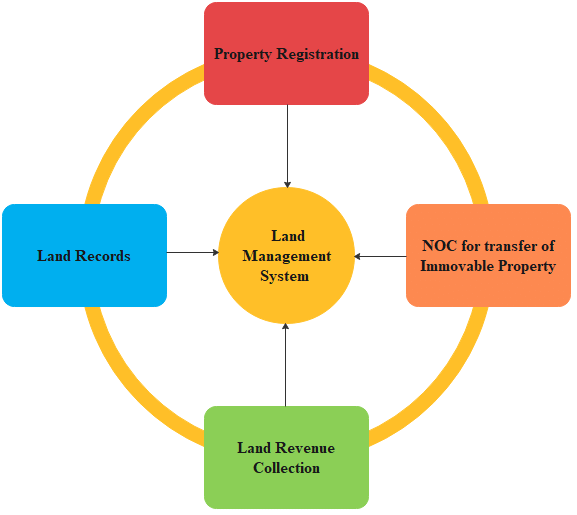 Property Registration
Land
Management
System
Land Records
NOC for transfer of
Immovable Property
Land Revenue
Collection